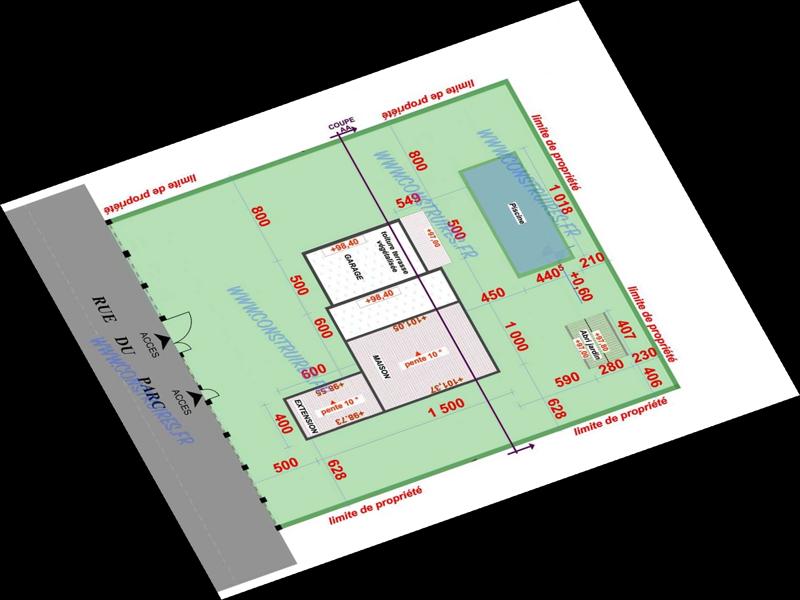 limite de propriété
limite de propriété
COUPE
AA
WWW.CONSTRUIRES.FR
WWW.CONSTRUIRES.FR
limite de propriété
800
800
549
500
1 018
Piscine
+98,40
toiture terrasse
végétalisée
GARAGE
+97,90
210
440
+0,60
450
500
600
+98,40
WWW.CONSTRUIRES.FR
RUE DU PARC
ACCES
ACCES
WWW.CONSTRUIRES.FR
+101,05
MAISON
pente 10 °
+101,37
1 000
407
+97,80
Abri jardin
+97,90
limite de propriété
230
280
590
406
600
+98,55
pente 10 °
+98,73
EXTENSION
400
1 500
628
500
628
limite de propriété
limite de propriété